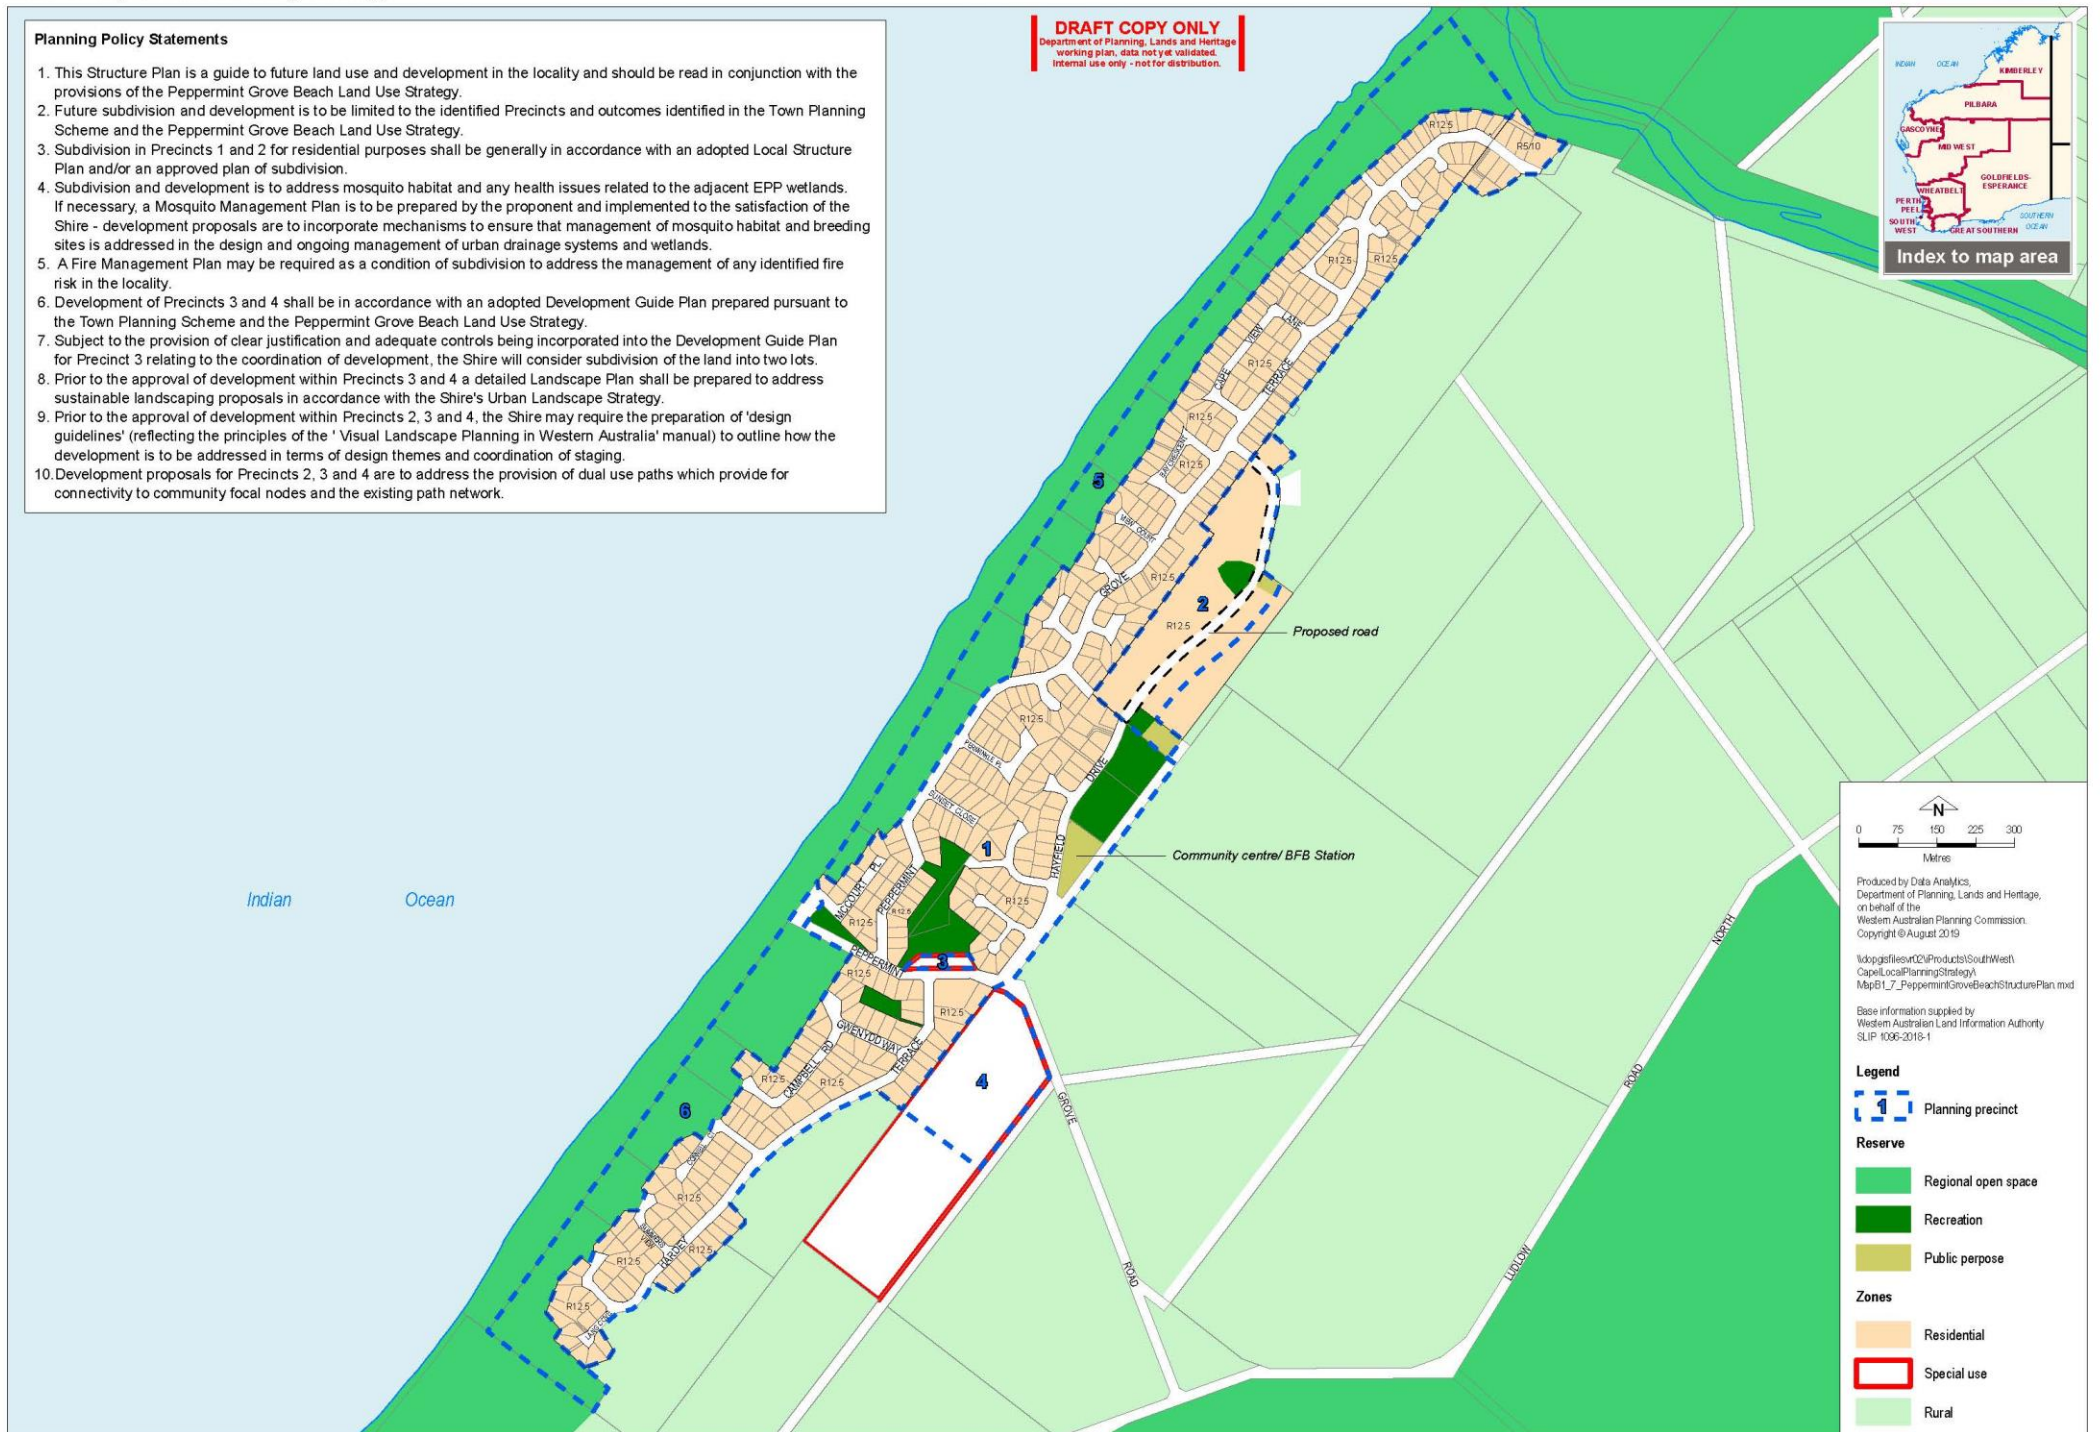 Planning Policy Statements
1. This Structure Plan is a guide to future land use and development in the locality and should be read in conjunction with the
provisions of the Peppermint Grove Beach Land Use Strategy.
2. Future subdivision and development is to be limited to the identified Precincts and outcomes identified in the Town Planning
Scheme and the Peppermint Grove Beach Land Use Strategy.
3. Subdivision in Precincts 1 and 2 for residential purposes shall be generally in accordance with an adopted Local Structure
Plan and/or an approved plan of subdivision.
4. Subdivision and development is to address mosquito habitat and any health issues related to the adjacent EPP wetlands.
If necessary, a Mosquito Management Plan is to be prepared by the proponent and implemented to the satisfaction of the
Shire - development proposals are to incorporate mechanisms to ensure that management of mosquito habitat and breeding
sites is addressed in the design and ongoing management of urban drainage systems and wetlands.
5. A Fire Management Plan may be required as a condition of subdivision to address the management of any identified fire
risk in the locality.
6. Development of Precincts 3 and 4 shall be in accordance with an adopted Development Guide Plan prepared pursuant to
the Town Planning Scheme and the Peppermint Grove Beach Land Use Strategy.
7. Subject to the provision of clear justification and adequate controls being incorporated into the Development Guide Plan
for Precinct 3 relating to the coordination of development, the Shire will consider subdivision of the land into two lots.
8. Prior to the approval of development within Precincts 3 and 4 a detailed Landscape Plan shall be prepared to address
sustainable landscaping proposals in accordance with the Shire's Urban Landscape Strategy.
9. Prior to the approval of development within Precincts 2, 3 and 4, the Shire may require the preparation of 'design
guidelines' (reflecting the principles of the ' Visual Landscape Planning in Western Australia' manual) to outline how the
development is to be addressed in terms of design themes and coordination of staging.
10. Development proposals for Precincts 2, 3 and 4 are to address the provision of dual use paths which provide for
connectivity to community focal nodes and the existing path network.
DRAFT COPY ONLY
Department of Planning, Lands and Heritage
working plan, data not yet validated.
Internal use only - not for distribution.
INDIAN OCEAN
KIMBERLEY
PILBARA
GASCOYNE
MID WEST
GOLDFIELDS-
ESPERANCE
WHEATBELT
PERTH
PEEL
SOUTH
WEST
GREAT SOUTHERN
SOUTHERN
OCEAN
Index to map area
R12.5
R5/10
R12.5
R12.5
LANE
VIEW
CAPE
R12.5
TERRACE
R12.5
BAY CRESCENT
R12.5
5
VIEW COURT
R12.5
GROVE
2
R12.5
Proposed road
R12.5
PERIWINKLE PL
DRIVE
SUNSET CLOSE
1
HAYFIELD
Community centre/ BFB Station
MCCOURT PL
PEPPERMINT
R12.5
R12.5
R12.5
Indian Ocean
PEPPERMINT
3
R12.5
R12.5
GWENYDD WAY
TERRACE
CAMPBELL RD
R12.5
R12.5
4
GROVE
6
R12.5
HARDEY
R12.5
R12.5
R12.5
ROAD
NORTH
ROAD
LUDLOW
N
0 75 150 225 300
Metres
Produced by Data Analytics,
Department of Planning, Lands and Heritage,
on behalf of the
Western Australian Planning Commission.
Copyright © August 2019
\\dopgisfilesvr02\iProducts\SouthWest\
CapelLocalPlanningStrategy\
MapB1_7_PeppermintGroveBeachStructurePlan.mxd
Base information supplied by
Western Australian Land Information Authority
SLIP 1096-2018-1
Legend
1 Planning precinct
Reserve
Regional open space
Recreation
Public purpose
Zones
Residential
Special use
Rural